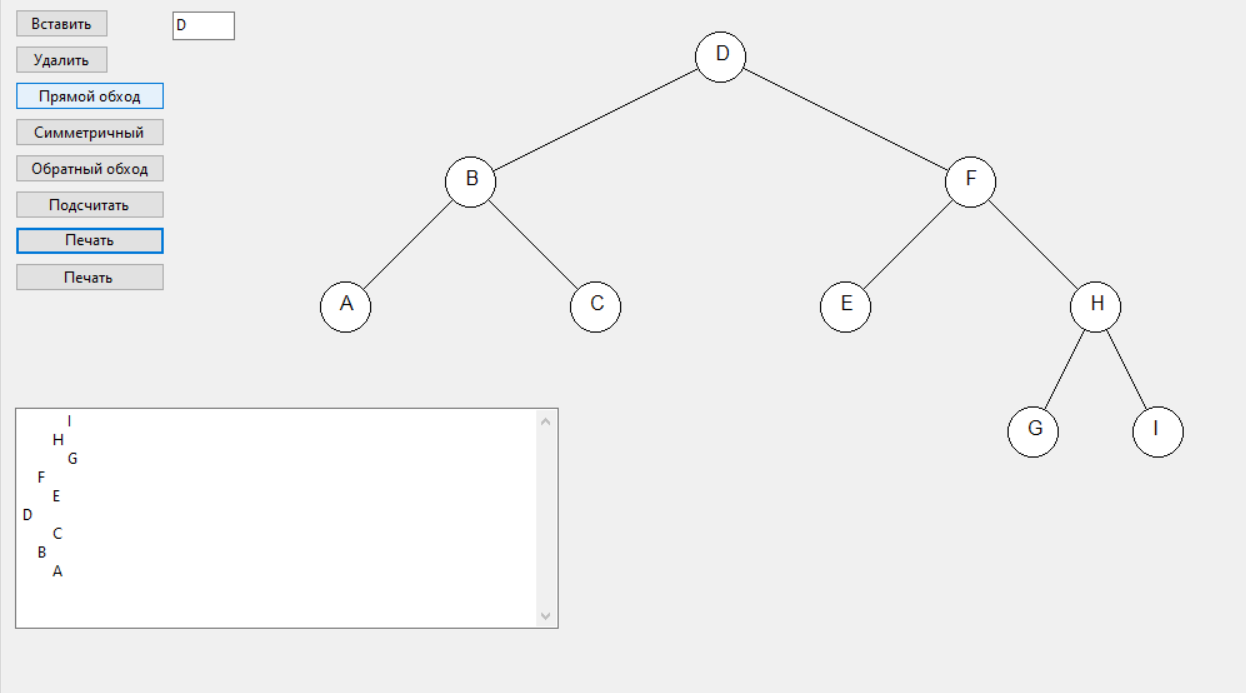 Вставить
D
Удалить
Прямой обход
Симметричный
Обратный обход
Подсчитать
Печать
Печать
D
B
F
A
C
E
H
G
I
I
H
G
F
E
D
C
B
A